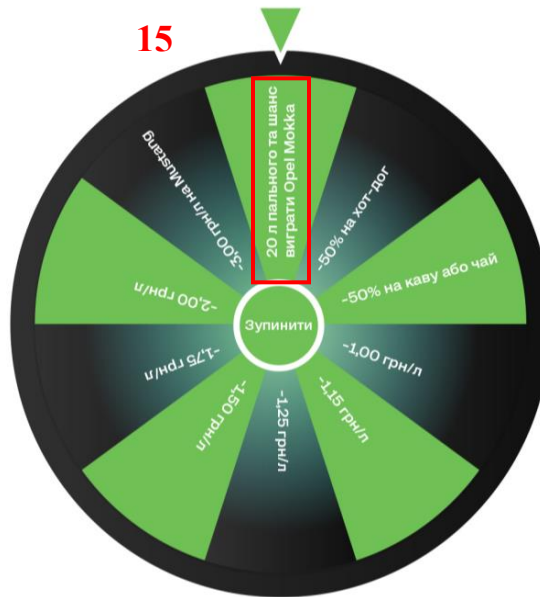 15
20 л пального та шанс
виграти Opel Mokka
-50% на хот-дог
-50% на каву або чай
-1,00 грн/л
-1,15 грн/л
-1,25 грн/л
-1,50 грн/л
-1,75 грн/л
-2,00 грн/л
-3,00 грн/л на Mustang
Зупинити